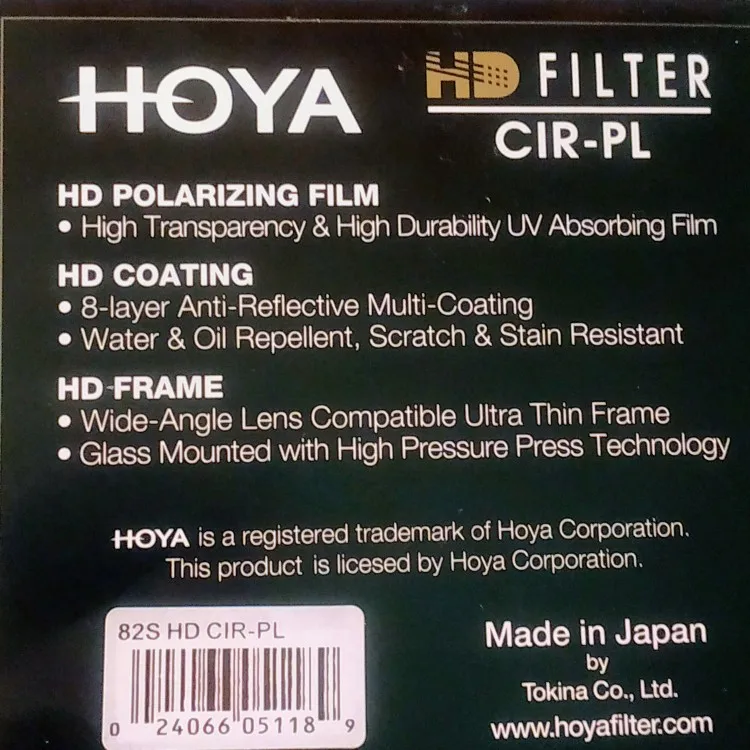 HOYA
HD FILTER
CIR-PL
HD POLARIZING FILM
• High Transparency & High Durability UV Absorbing Film
HD COATING
• 8-layer Anti-Reflective Multi-Coating
• Water & Oil Repellent, Scratch & Stain Resistant
HD FRAME
• Wide-Angle Lens Compatible Ultra Thin Frame
• Glass Mounted with High Pressure Press Technology
HOYA is a registered trademark of Hoya Corporation.
This product is licesed by Hoya Corporation.
82S HD CIR-PL
0 24066 05118 9
Made in Japan
by
Tokina Co., Ltd.
www.hoyafilter.com